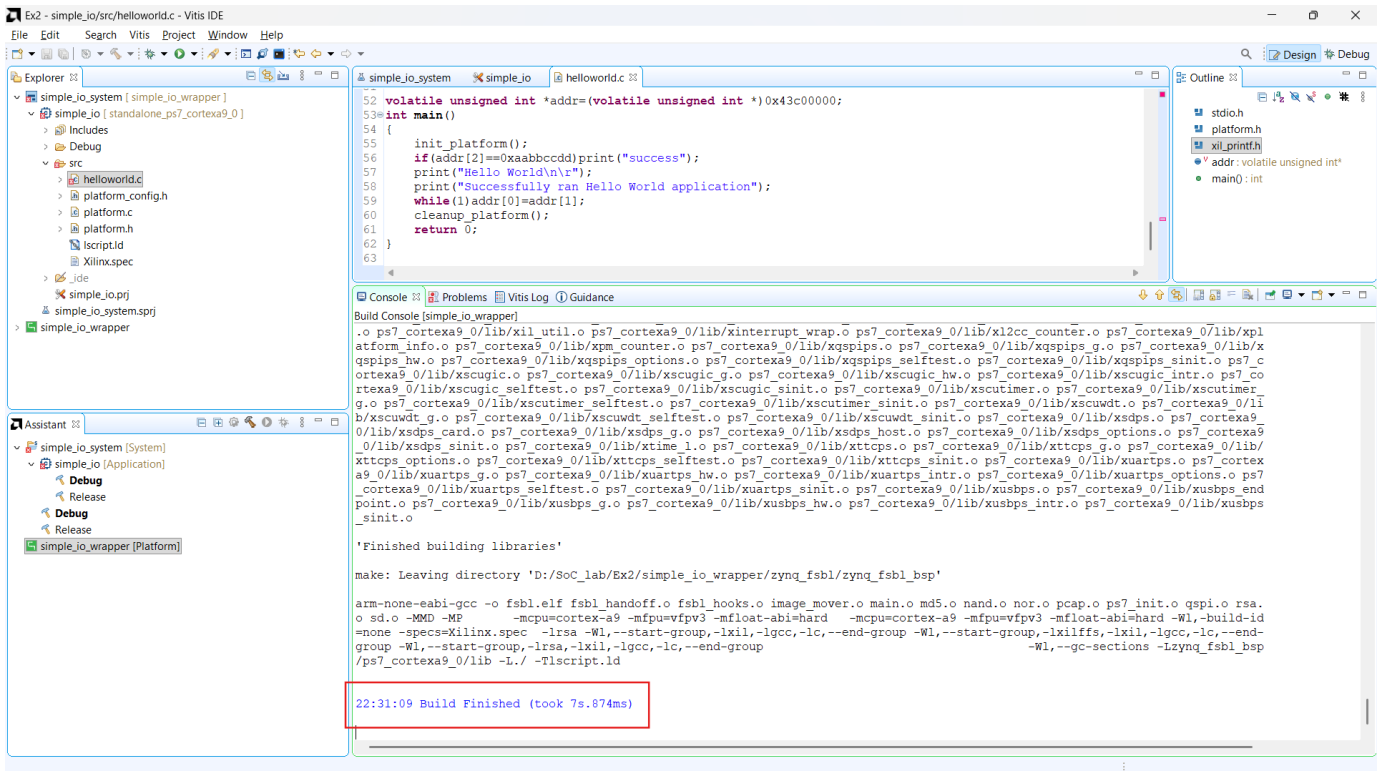 Ex2 - simple_io/src/helloworld.c - Vitis IDE
File Edit Search Vitis Project Window Help
Design Debug
Explorer
simple_io_system [ simple_io_wrapper ]
simple_io [ standalone_ps7_cortexa9_0 ]
Includes
Debug
src
helloworld.c
platform_config.h
platform.c
platform.h
lscript.ld
Xilinx.spec
_ide
simple_io.prj
simple_io_system.sprj
simple_io_wrapper
Assistant
simple_io_system [System]
simple_io [Application]
Debug
Release
Debug
Release
simple_io_wrapper [Platform]
simple_io_system simple_io helloworld.c
52 volatile unsigned int *addr=(volatile unsigned int *)0x43c00000;
53 int main()
54 {
55 init_platform();
56 if(addr[2]==0xaabbccdd)print("success");
57 print("Hello World\n\r");
58 print("Successfully ran Hello World application");
59 while(1)addr[0]=addr[1];
60 cleanup_platform();
61 return 0;
62 }
63
Outline
stdio.h
platform.h
xil_printf.h
addr : volatile unsigned int*
main() : int
Console Problems Vitis Log Guidance
Build Console [simple_io_wrapper]
.o ps7_cortexa9_0/lib/xil_util.o ps7_cortexa9_0/lib/xinterrupt_wrap.o ps7_cortexa9_0/lib/xl2cc_counter.o ps7_cortexa9_0/lib/xpl
atform_info.o ps7_cortexa9_0/lib/xpm_counter.o ps7_cortexa9_0/lib/xqspips.o ps7_cortexa9_0/lib/xqspips_g.o ps7_cortexa9_0/lib/x
qspips_hw.o ps7_cortexa9_0/lib/xqspips_options.o ps7_cortexa9_0/lib/xqspips_selftest.o ps7_cortexa9_0/lib/xqspips_sinit.o ps7_c
ortexa9_0/lib/xscugic.o ps7_cortexa9_0/lib/xscugic_g.o ps7_cortexa9_0/lib/xscugic_hw.o ps7_cortexa9_0/lib/xscugic_intr.o ps7_co
rtexa9_0/lib/xscugic_selftest.o ps7_cortexa9_0/lib/xscugic_sinit.o ps7_cortexa9_0/lib/xscutimer.o ps7_cortexa9_0/lib/xscutimer_
g.o ps7_cortexa9_0/lib/xscutimer_selftest.o ps7_cortexa9_0/lib/xscutimer_sinit.o ps7_cortexa9_0/lib/xscuwdt.o ps7_cortexa9_0/li
b/xscuwdt_g.o ps7_cortexa9_0/lib/xscuwdt_selftest.o ps7_cortexa9_0/lib/xscuwdt_sinit.o ps7_cortexa9_0/lib/xsdps.o ps7_cortexa9_
0/lib/xsdps_card.o ps7_cortexa9_0/lib/xsdps_g.o ps7_cortexa9_0/lib/xsdps_host.o ps7_cortexa9_0/lib/xsdps_options.o ps7_cortexa9
_0/lib/xsdps_sinit.o ps7_cortexa9_0/lib/xtime_l.o ps7_cortexa9_0/lib/xttcps.o ps7_cortexa9_0/lib/xttcps_g.o ps7_cortexa9_0/lib/
xttcps_options.o ps7_cortexa9_0/lib/xttcps_selftest.o ps7_cortexa9_0/lib/xttcps_sinit.o ps7_cortexa9_0/lib/xuartps.o ps7_cortex
a9_0/lib/xuartps_g.o ps7_cortexa9_0/lib/xuartps_hw.o ps7_cortexa9_0/lib/xuartps_intr.o ps7_cortexa9_0/lib/xuartps_options.o ps7
_cortexa9_0/lib/xuartps_selftest.o ps7_cortexa9_0/lib/xuartps_sinit.o ps7_cortexa9_0/lib/xusbps.o ps7_cortexa9_0/lib/xusbps_end
point.o ps7_cortexa9_0/lib/xusbps_g.o ps7_cortexa9_0/lib/xusbps_hw.o ps7_cortexa9_0/lib/xusbps_intr.o ps7_cortexa9_0/lib/xusbps
_sinit.o
'Finished building libraries'
make: Leaving directory 'D:/SoC_lab/Ex2/simple_io_wrapper/zynq_fsbl/zynq_fsbl_bsp'
arm-none-eabi-gcc -o fsbl.elf fsbl_handoff.o fsbl_hooks.o image_mover.o main.o md5.o nand.o nor.o pcap.o ps7_init.o qspi.o rsa.
o sd.o -MMD -MP -mcpu=cortex-a9 -mfpu=vfpv3 -mfloat-abi=hard -mcpu=cortex-a9 -mfpu=vfpv3 -mfloat-abi=hard -Wl,-build-id
=none -specs=Xilinx.spec -lrsa -Wl,--start-group,-lxil,-lgcc,-lc,--end-group -Wl,--start-group,-lxilffs,-lxil,-lgcc,-lc,--end-
group -Wl,--start-group,-lrsa,-lxil,-lgcc,-lc,--end-group -Wl,--gc-sections -Lzynq_fsbl_bsp
/ps7_cortexa9_0/lib -L./ -Tlscript.ld
22:31:09 Build Finished (took 7s.874ms)